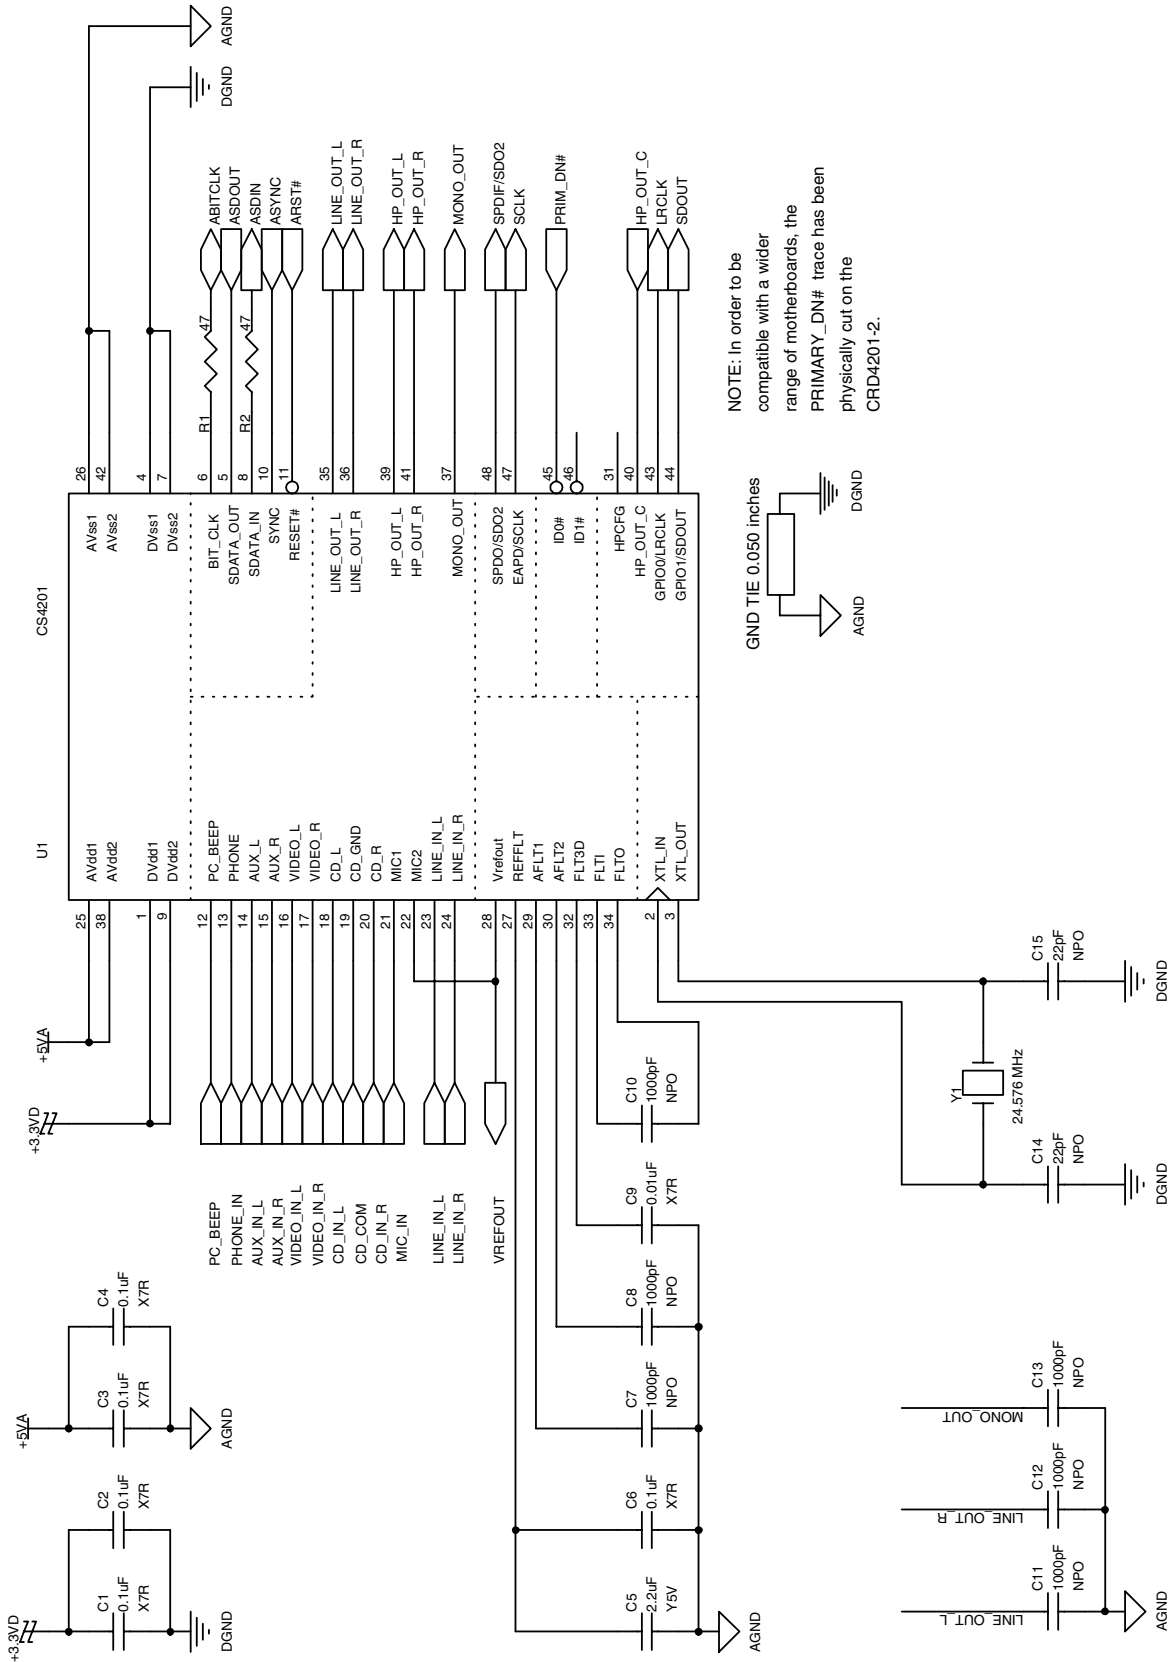 AGND
DGND
26
42
4
7
6
5
8
10
11
35
36
39
41
37
48
47
45
46
31
40
43
44
R1
47
R2
47
ABITCLK
ASDOUT
ASDIN
ASYNC
ARST#
LINE_OUT_L
LINE_OUT_R
HP_OUT_L
HP_OUT_R
MONO_OUT
SPDIF/SDO2
SCLK
PRIM_DN#
HP_OUT_C
LRCLK
SDOUT
NOTE: In order to be
compatible with a wider
range of motherboards, the
PRIMARY_DN# trace has been
physically cut on the
CRD4201-2.
CS4201
U1
AVss1
AVss2
DVss1
DVss2
BIT_CLK
SDATA_OUT
SDATA_IN
SYNC
RESET#
LINE_OUT_L
LINE_OUT_R
HP_OUT_L
HP_OUT_R
MONO_OUT
SPDO/SDO2
EAPD/SCLK
ID0#
ID1#
HPCFG
HP_OUT_C
GPIO0/LRCLK
GPIO1/SDOUT
GND TIE 0.050 inches
DGND
AGND
AVdd1
AVdd2
DVdd1
DVdd2
PC_BEEP
PHONE
AUX_L
AUX_R
VIDEO_L
VIDEO_R
CD_L
CD_GND
CD_R
MIC1
MIC2
LINE_IN_L
LINE_IN_R
Vrefout
REFFLT
AFLT1
AFLT2
FLT3D
FLTI
FLTO
XTL_IN
XTL_OUT
25
38
1
9
12
13
14
15
16
17
18
19
20
21
22
23
24
28
27
29
30
32
33
34
2
3
+5VA
+3.3VD
PC_BEEP
PHONE_IN
AUX_IN_L
AUX_IN_R
VIDEO_IN_L
VIDEO_IN_R
CD_IN_L
CD_COM
CD_IN_R
MIC_IN
LINE_IN_L
LINE_IN_R
VREFOUT
C10
1000pF
NPO
C9
0.01uF
X7R
C8
1000pF
NPO
C7
1000pF
NPO
C6
0.1uF
X7R
C5
2.2uF
Y5V
AGND
C15
22pF
NPO
DGND
Y1
24.576 MHz
C14
22pF
NPO
DGND
+5VA
C4
0.1uF
X7R
C3
0.1uF
X7R
AGND
+3.3VD
C2
0.1uF
X7R
C1
0.1uF
X7R
DGND
MONO_OUT
C13
1000pF
NPO
LINE_OUT_R
C12
1000pF
NPO
LINE_OUT_L
C11
1000pF
NPO
AGND